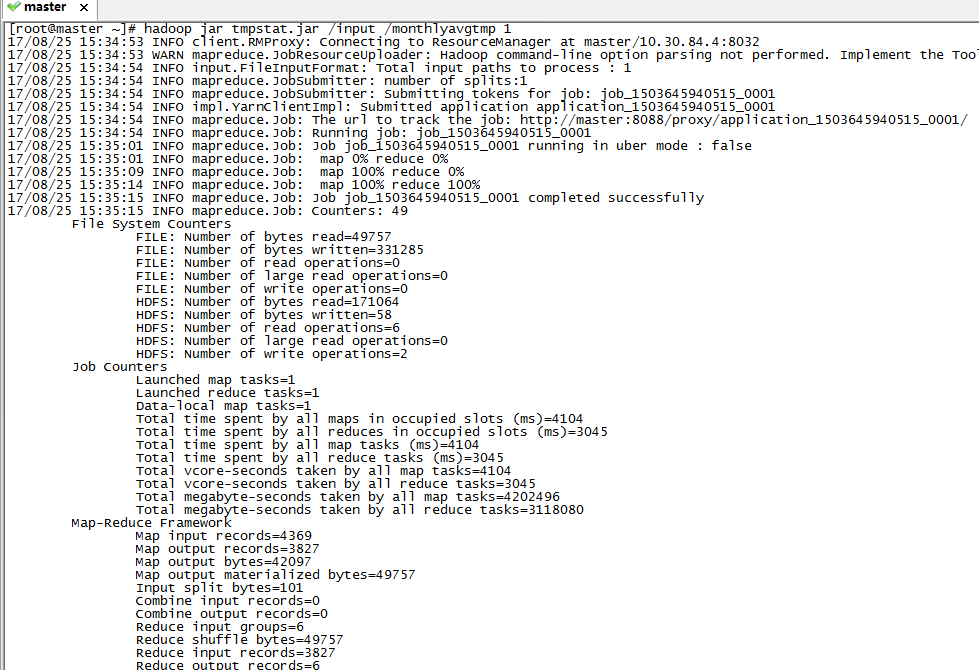 master ×
[root@master ~]# hadoop jar tmpstat.jar /input /monthlyavgtmp 1
17/08/25 15:34:53 INFO client.RMProxy: Connecting to ResourceManager at master/10.30.84.4:8032
17/08/25 15:34:53 WARN mapreduce.JobResourceUploader: Hadoop command-line option parsing not performed. Implement the Tool
17/08/25 15:34:54 INFO input.FileInputFormat: Total input paths to process : 1
17/08/25 15:34:54 INFO mapreduce.JobSubmitter: number of splits:1
17/08/25 15:34:54 INFO mapreduce.JobSubmitter: Submitting tokens for job: job_1503645940515_0001
17/08/25 15:34:54 INFO impl.YarnClientImpl: Submitted application application_1503645940515_0001
17/08/25 15:34:54 INFO mapreduce.Job: The url to track the job: http://master:8088/proxy/application_1503645940515_0001/
17/08/25 15:34:54 INFO mapreduce.Job: Running job: job_1503645940515_0001
17/08/25 15:35:01 INFO mapreduce.Job: Job job_1503645940515_0001 running in uber mode : false
17/08/25 15:35:01 INFO mapreduce.Job:  map 0% reduce 0%
17/08/25 15:35:09 INFO mapreduce.Job:  map 100% reduce 0%
17/08/25 15:35:14 INFO mapreduce.Job:  map 100% reduce 100%
17/08/25 15:35:15 INFO mapreduce.Job: Job job_1503645940515_0001 completed successfully
17/08/25 15:35:15 INFO mapreduce.Job: Counters: 49
File System Counters
FILE: Number of bytes read=49757
FILE: Number of bytes written=331285
FILE: Number of read operations=0
FILE: Number of large read operations=0
FILE: Number of write operations=0
HDFS: Number of bytes read=171064
HDFS: Number of bytes written=58
HDFS: Number of read operations=6
HDFS: Number of large read operations=0
HDFS: Number of write operations=2
Job Counters
Launched map tasks=1
Launched reduce tasks=1
Data-local map tasks=1
Total time spent by all maps in occupied slots (ms)=4104
Total time spent by all reduces in occupied slots (ms)=3045
Total time spent by all map tasks (ms)=4104
Total time spent by all reduce tasks (ms)=3045
Total vcore-seconds taken by all map tasks=4104
Total vcore-seconds taken by all reduce tasks=3045
Total megabyte-seconds taken by all map tasks=4202496
Total megabyte-seconds taken by all reduce tasks=3118080
Map-Reduce Framework
Map input records=4369
Map output records=3827
Map output bytes=42097
Map output materialized bytes=49757
Input split bytes=101
Combine input records=0
Combine output records=0
Reduce input groups=6
Reduce shuffle bytes=49757
Reduce input records=3827
Reduce output records=6